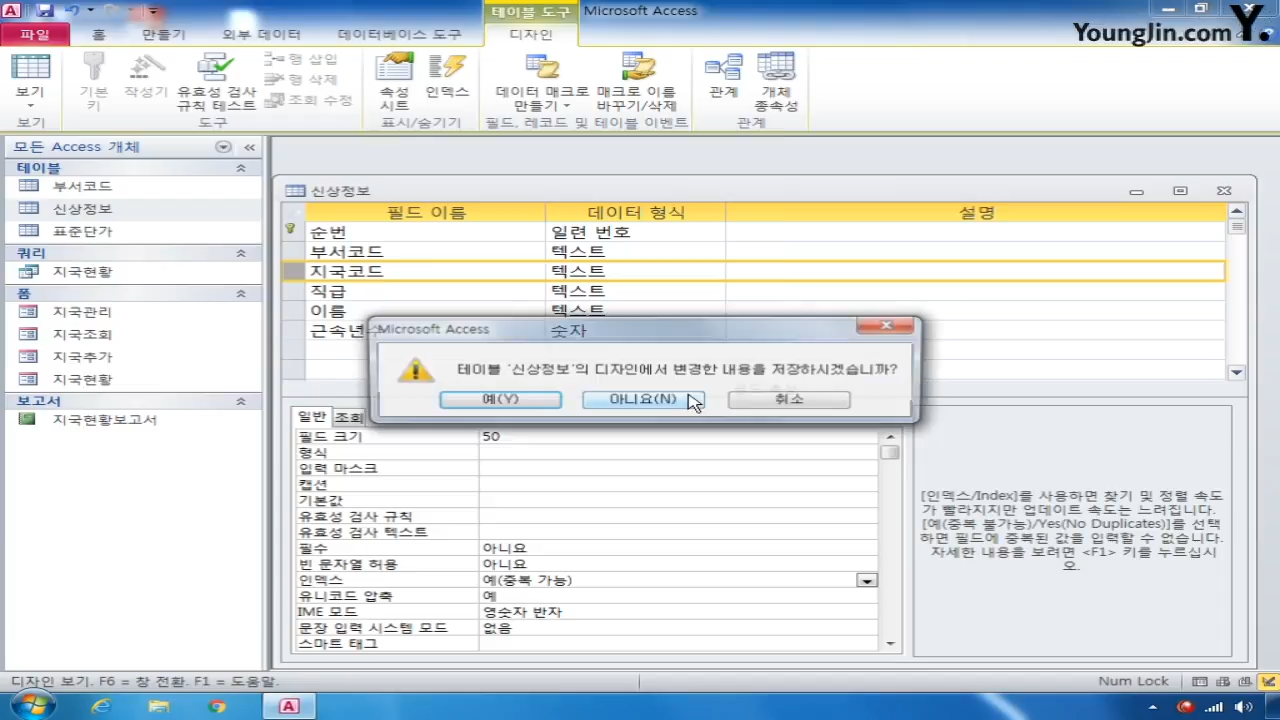 테이블 도구 Microsoft Access
YoungJin.com Y.
파일 홈 만들기 외부 데이터 데이터베이스 도구 디자인
보기
기본 키
작성기
유효성 검사 규칙 테스트
행 삽입
행 삭제
조회 수정
속성 시트
인덱스
데이터 매크로 만들기
매크로 이름 바꾸기/삭제
관계
개체 종속성
보기 도구 표시/숨기기 필드, 레코드 및 테이블 이벤트 관계
모든 Access 개체
테이블
부서코드
신상정보
표준단가
쿼리
지국현황
폼
지국관리
지국조회
지국추가
지국현황
보고서
지국현황보고서
신상정보
필드 이름 데이터 형식 설명
순번 일련 번호
부서코드 텍스트
지국코드 텍스트
직급 텍스트
이름 텍스트
근속년 숫자
Microsoft Access
테이블 '신상정보'의 디자인에서 변경한 내용을 저장하시겠습니까?
예(Y) 아니요(N) 취소
일반 조회
필드 크기 50
형식
입력 마스크
캡션
기본값
유효성 검사 규칙
유효성 검사 텍스트
필수 아니요
빈 문자열 허용 아니요
인덱스 예(중복 가능)
유니코드 압축 예
IME 모드 영숫자 반자
문장 입력 시스템 모드 없음
스마트 태그
[인덱스/Index]를 사용하면 찾기 및 정렬 속도
가 빨라지지만 업데이트 속도는 느려집니다.
[예(중복 불가능)/Yes(No Duplicates)]를 선택
하면 필드에 중복된 값을 입력할 수 없습니다.
자세한 내용을 보려면 <F1> 키를 누르십시
오.
디자인 보기. F6 = 창 전환. F1 = 도움말. Num Lock